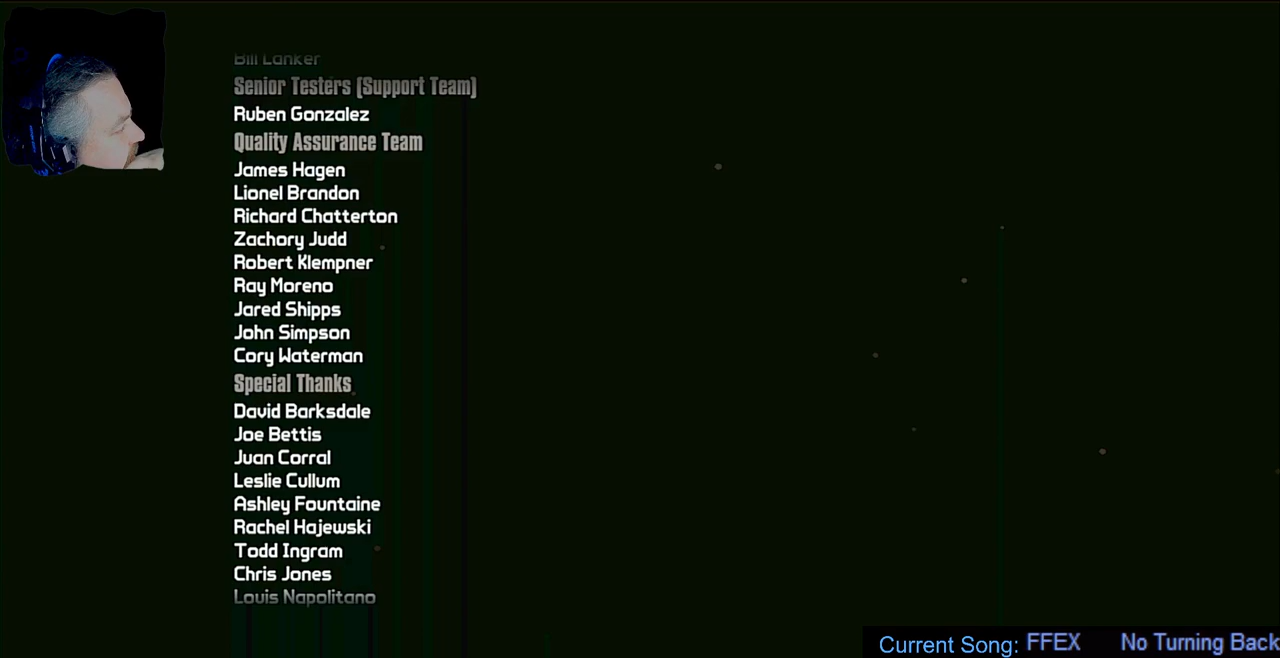 Bill Lanker
Senior Testers (Support Team)
Ruben Gonzalez
Quality Assurance Team
James Hagen
Lionel Brandon
Richard Chatterton
Zachory Judd
Robert Klempner
Ray Moreno
Jared Shipps
John Simpson
Cory Waterman
Special Thanks
David Barksdale
Joe Bettis
Juan Corral
Leslie Cullum
Ashley Fountaine
Rachel Hajewski
Todd Ingram
Chris Jones
Louis Napolitano
Current Song: FFEX No Turning Back